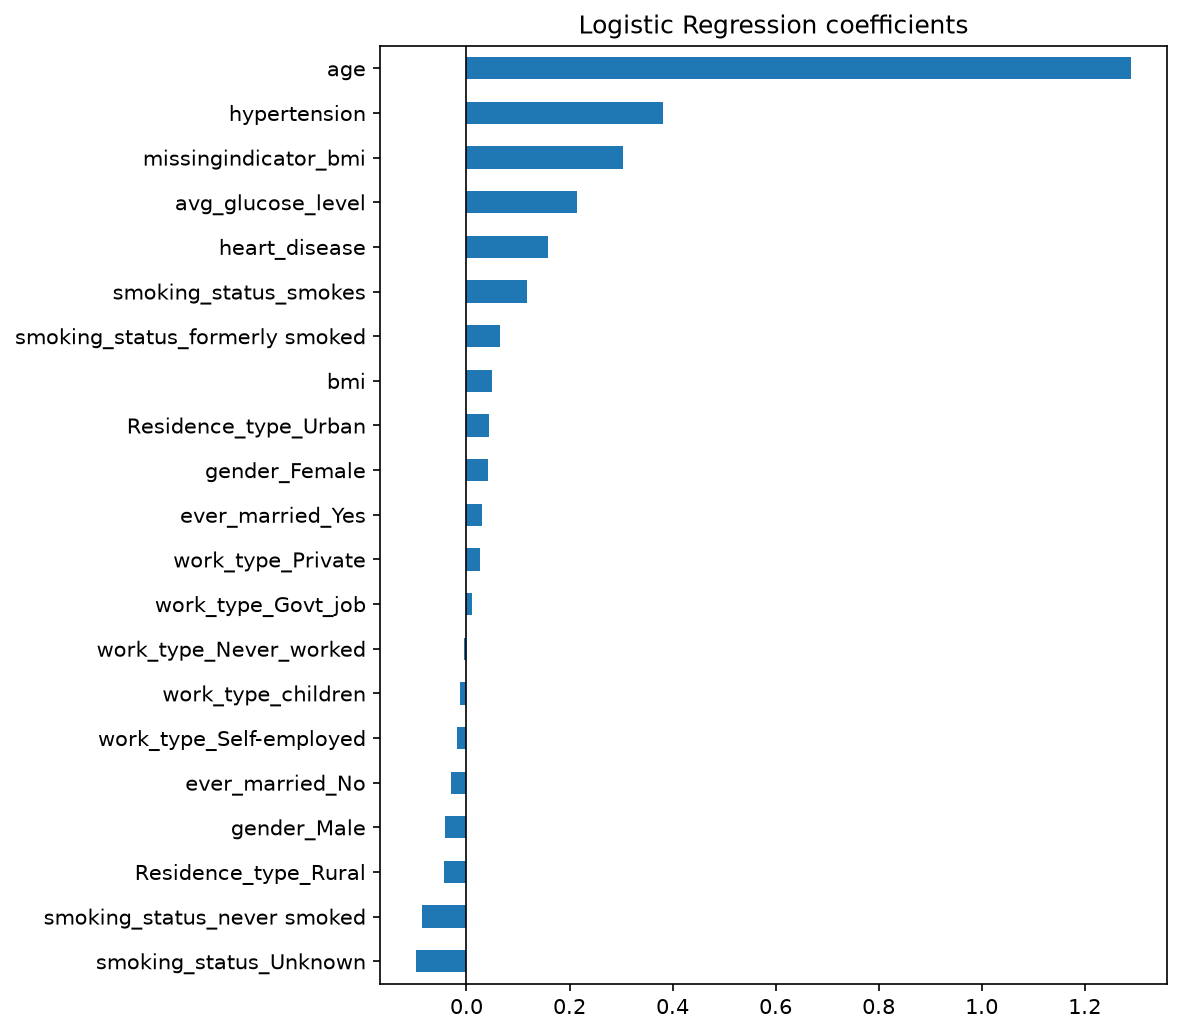 Logistic Regression coefficients
age
hypertension
missingindicator_bmi
avg_glucose_level
heart_disease
smoking_status_smokes
smoking_status_formerly smoked
bmi
Residence_type_Urban
gender_Female
ever_married_Yes
work_type_Private
work_type_Govt_job
work_type_Never_worked
work_type_children
work_type_Self-employed
ever_married_No
gender_Male
Residence_type_Rural
smoking_status_never smoked
smoking_status_Unknown
0.0 0.2 0.4 0.6 0.8 1.0 1.2